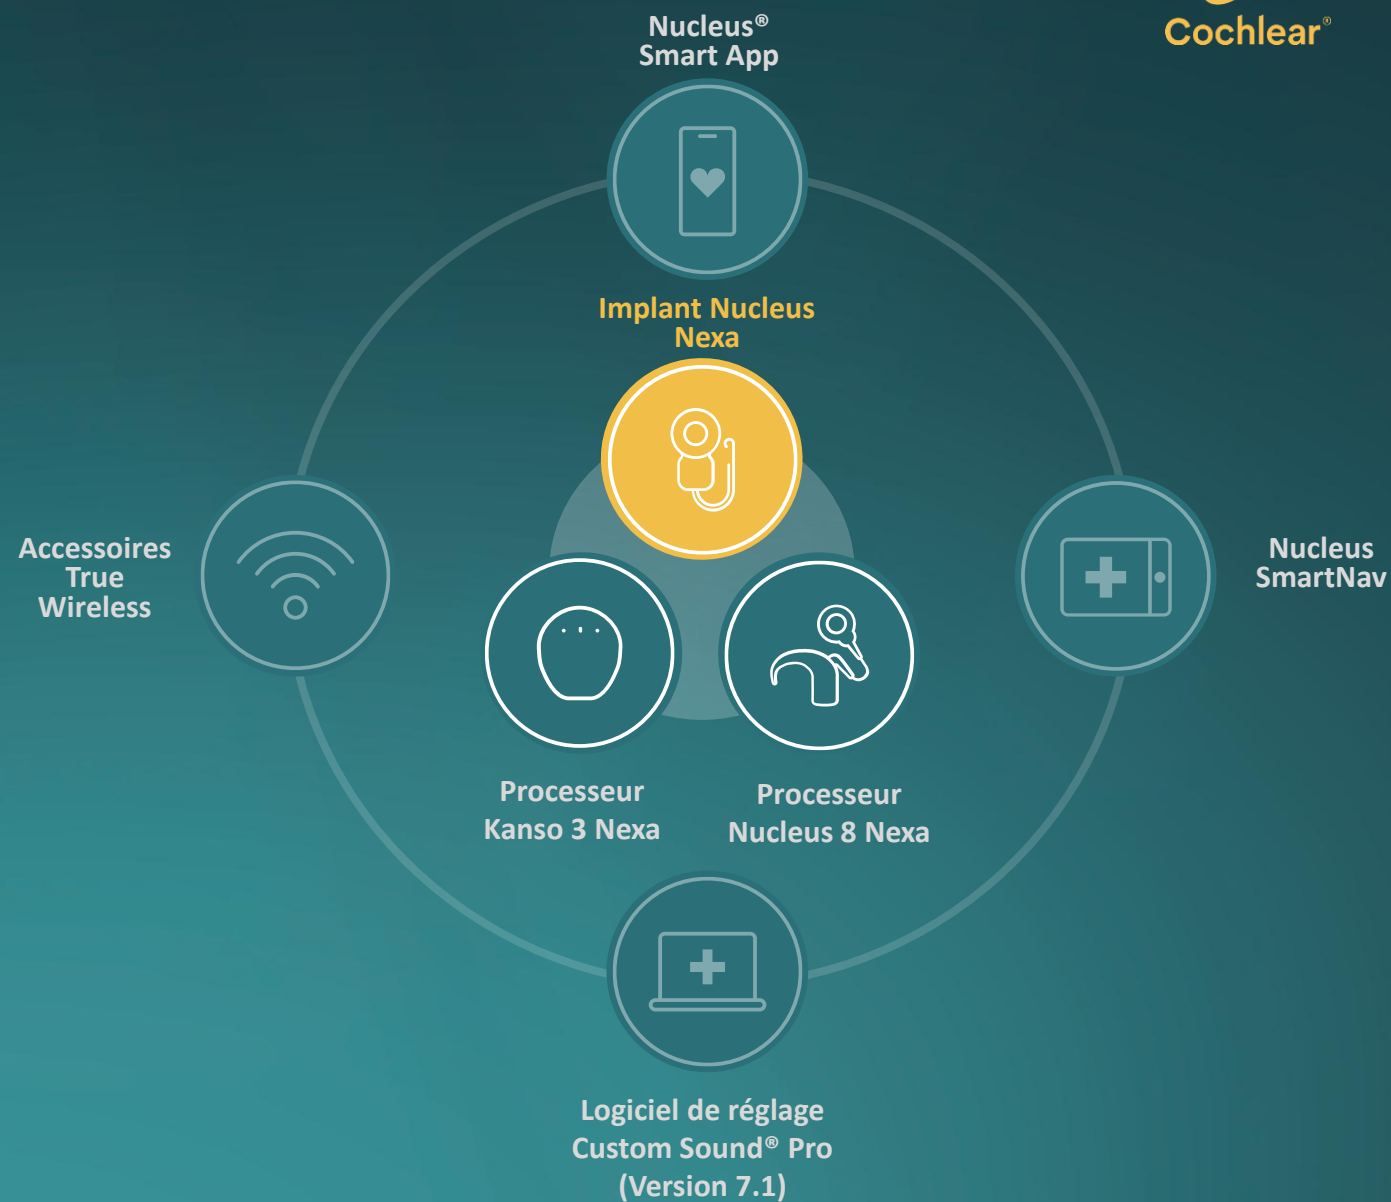 Nucleus®
Smart App
Cochlear®
Implant Nucleus
Nexa
Accessoires
True
Wireless
Nucleus
SmartNav
Processeur
Kanso 3 Nexa
Processeur
Nucleus 8 Nexa
Logiciel de réglage
Custom Sound® Pro
(Version 7.1)